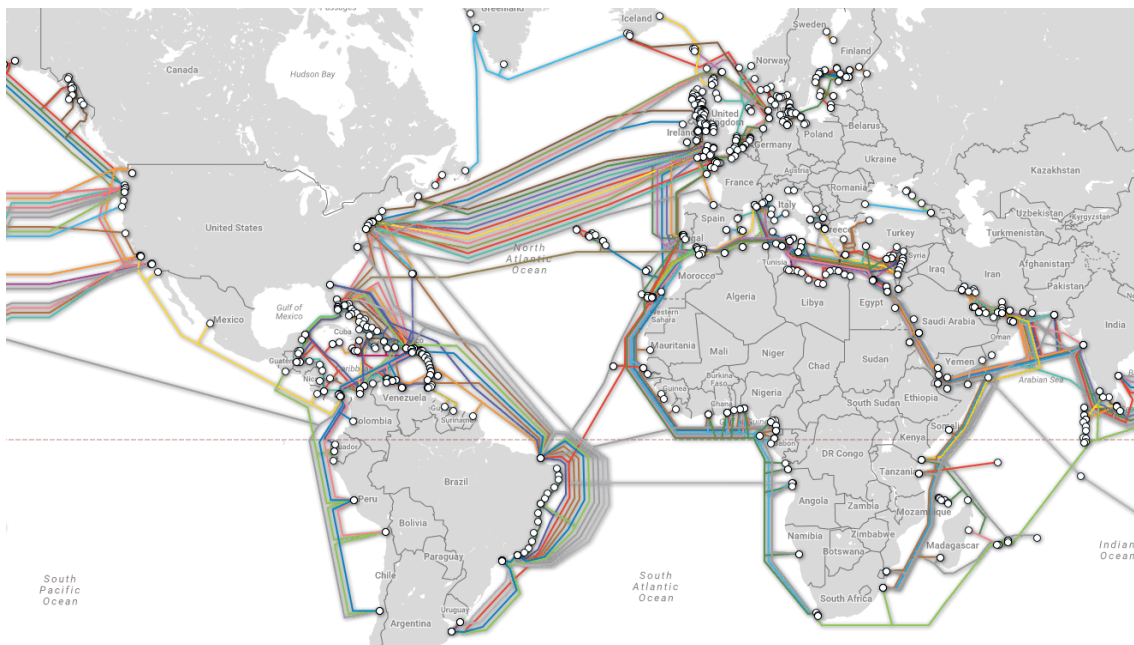 Passages
Greenland
Iceland
Sweden
Finland
Norway
Canada
Hudson Bay
United
Kingdom
Ireland
Belarus
Poland
Germany
Ukraine
Kazakhstan
Austria
France
Romania
United States
Italy
Uzbekistan
Kyrgyzstan
Spain
Portugal
Greece
Turkey
Turkmenistan
North
Atlantic
Ocean
Syria
Tunisia
Morocco
Iraq
Iran
Afghanistan
Pakistan
Algeria
Libya
Egypt
Gulf of
Mexico
Mexico
Western
Sahara
Saudi Arabia
India
Cuba
Oman
Mauritania
Mali
Niger
Sudan
Yemen
Chad
Arabian Sea
Burkina
Faso
Guinea
Ghana
Nigeria
Venezuela
Suriname
Colombia
South Sudan
Ethiopia
Kenya
DR Congo
Tanzania
Brazil
Peru
Angola
Zambia
Mozambique
Bolivia
Namibia
Zimbabwe
Madagascar
Botswana
Indian
Ocean
Paraguay
Chile
South
Pacific
Ocean
South
Atlantic
Ocean
South Africa
Uruguay
Argentina